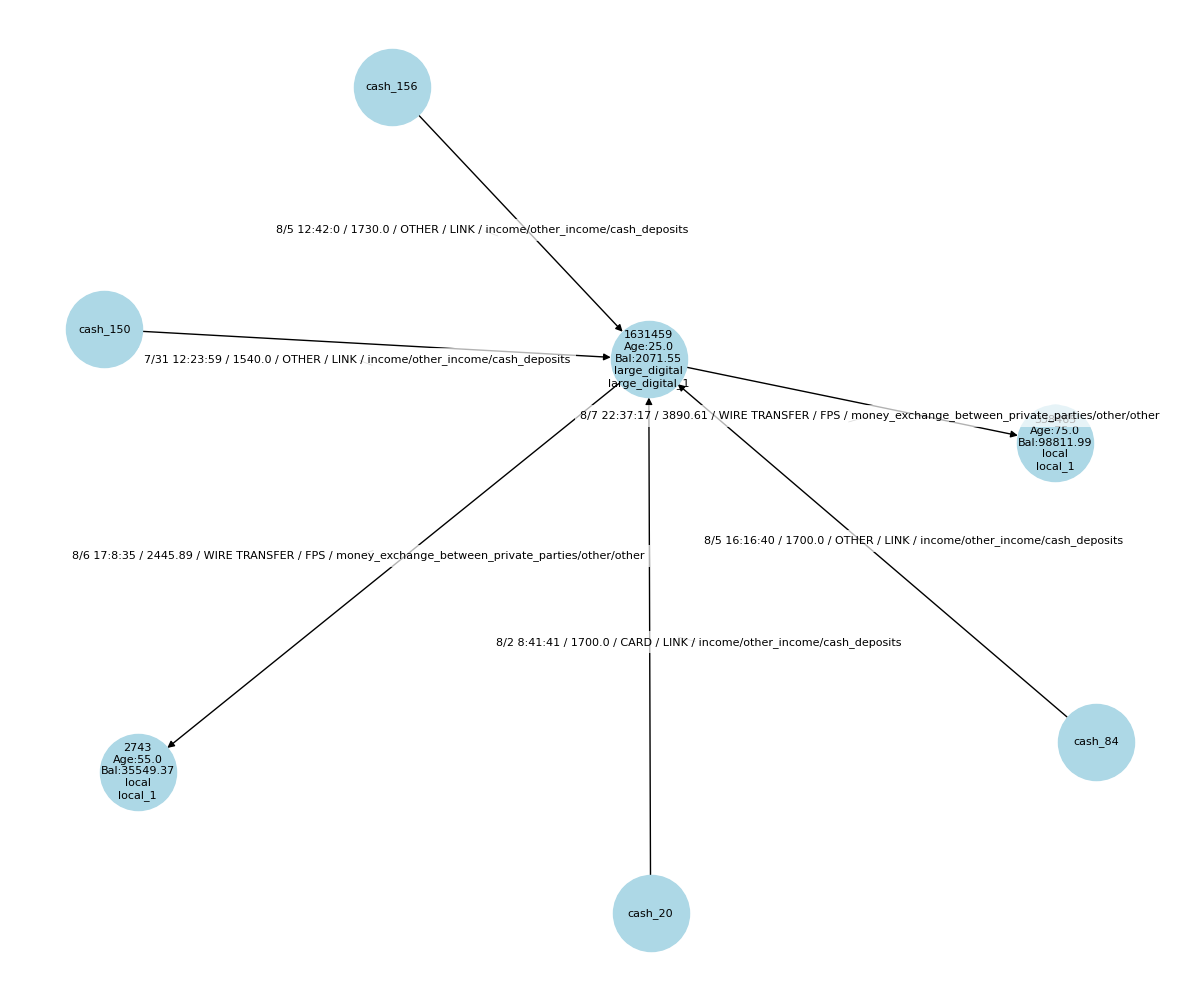 cash_156
8/5 12:42:0 / 1730.0 / OTHER / LINK / income/other_income/cash_deposits
cash_150
7/31 12:23:59 / 1540.0 / OTHER / LINK / income/other_income/cash_deposits
1631459
Age:25.0
Bal:2071.55
large_digital
large_digital_1
8/7 22:37:17 / 3890.61 / WIRE TRANSFER / FPS / money_exchange_between_private_parties/other/other
Age:75.0
Bal:98811.99
local
local_1
8/5 16:16:40 / 1700.0 / OTHER / LINK / income/other_income/cash_deposits
8/6 17:8:35 / 2445.89 / WIRE TRANSFER / FPS / money_exchange_between_private_parties/other/other
8/2 8:41:41 / 1700.0 / CARD / LINK / income/other_income/cash_deposits
cash_84
2743
Age:55.0
Bal:35549.37
local
local_1
cash_20